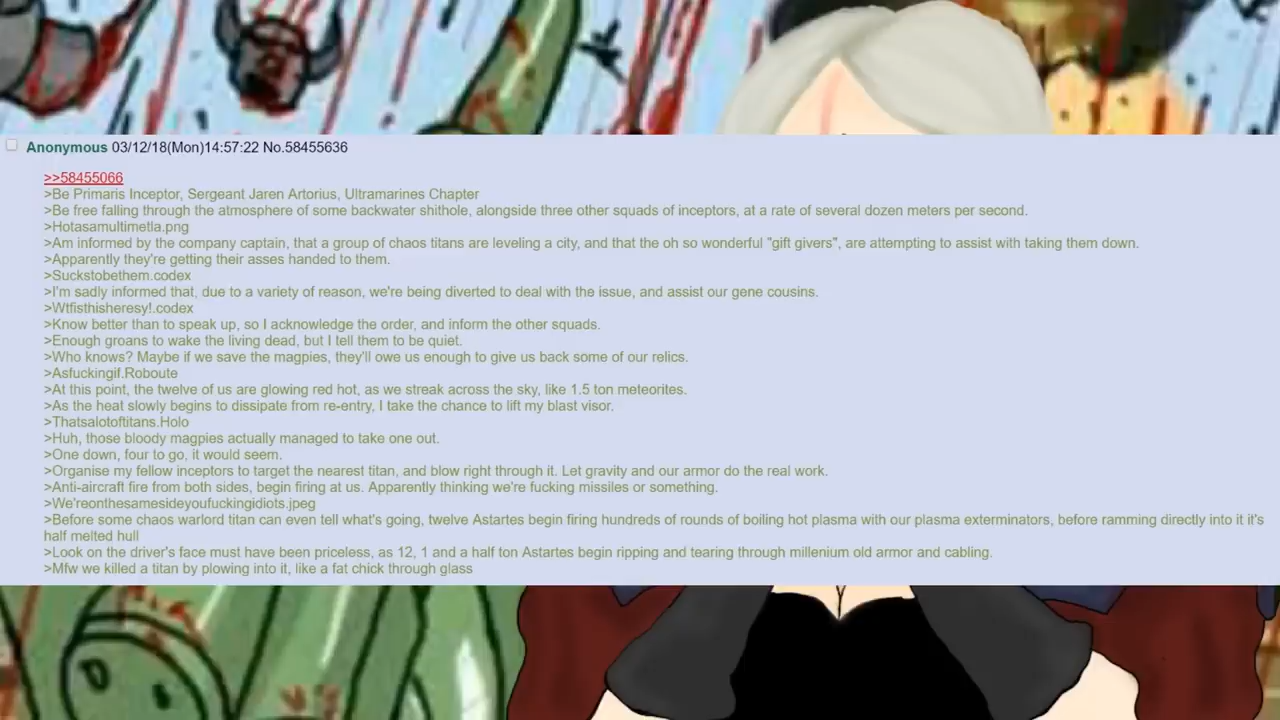 Anonymous 03/12/18(Mon)14:57:22 No.58455636
>>58455066
>Be Primaris Inceptor, Sergeant Jaren Artorius, Ultramarines Chapter
>Be free falling through the atmosphere of some backwater shithole, alongside three other squads of inceptors, at a rate of several dozen meters per second.
>Hotasamultimetla.png
>Am informed by the company captain, that a group of chaos titans are leveling a city, and that the oh so wonderful "gift givers", are attempting to assist with taking them down.
>Apparently they're getting their asses handed to them.
>Suckstobethem.codex
>I'm sadly informed that, due to a variety of reason, we're being diverted to deal with the issue, and assist our gene cousins.
>Wtfisthisheresy!.codex
>Know better than to speak up, so I acknowledge the order, and inform the other squads.
>Enough groans to wake the living dead, but I tell them to be quiet.
>Who knows? Maybe if we save the magpies, they'll owe us enough to give us back some of our relics.
>Asfuckingif.Roboute
>At this point, the twelve of us are glowing red hot, as we streak across the sky, like 1.5 ton meteorites.
>As the heat slowly begins to dissipate from re-entry, I take the chance to lift my blast visor.
>Thatsalotoftitans.Holo
>Huh, those bloody magpies actually managed to take one out.
>One down, four to go, it would seem.
>Organise my fellow inceptors to target the nearest titan, and blow right through it. Let gravity and our armor do the real work.
>Anti-aircraft fire from both sides, begin firing at us. Apparently thinking we're fucking missiles or something.
>We'reonthesamesideyoufuckingidiots.jpeg
>Before some chaos warlord titan can even tell what's going, twelve Astartes begin firing hundreds of rounds of boiling hot plasma with our plasma exterminators, before ramming directly into it it's
half melted hull
>Look on the driver's face must have been priceless, as 12, 1 and a half ton Astartes begin ripping and tearing through millenium old armor and cabling.
>Mfw we killed a titan by plowing into it, like a fat chick through glass